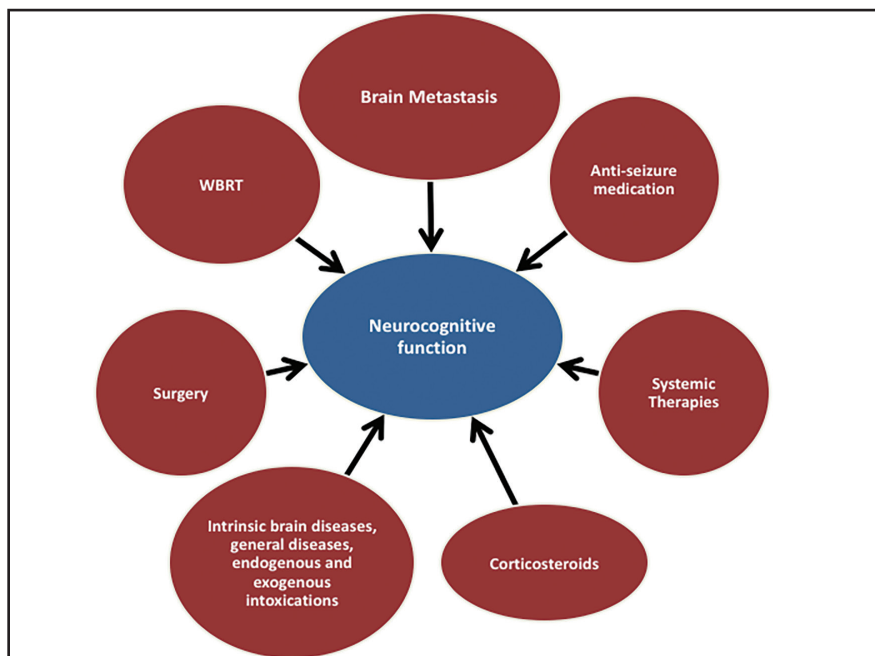 Brain Metastasis
WBRT
Anti-seizure
medication
Neurocognitive
function
Surgery
Systemic
Therapies
Intrinsic brain diseases,
general diseases,
endogenous and
exogenous
intoxications
Corticosteroids